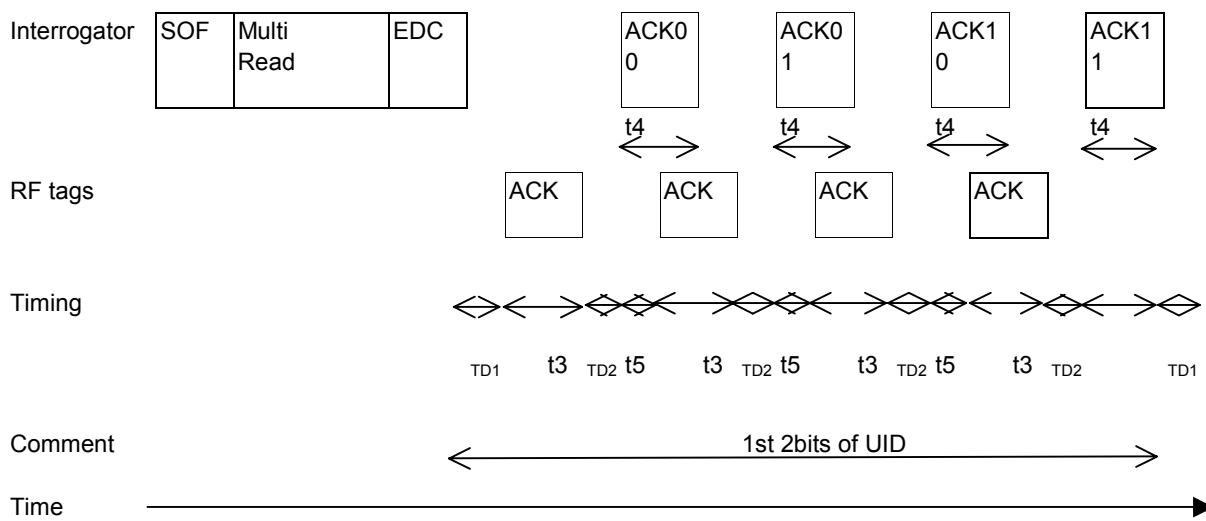 Interrogator SOF Multi Read EDC ACK0 0 ACK0 1 ACK1 0 ACK1 1
t4 t4 t4 t4
RF tags ACK ACK ACK ACK
Timing
TD1 t3 TD2 t5 t3 TD2 t5 t3 TD2 t5 t3 TD2 TD1
Comment 1st 2bits of UID
Time